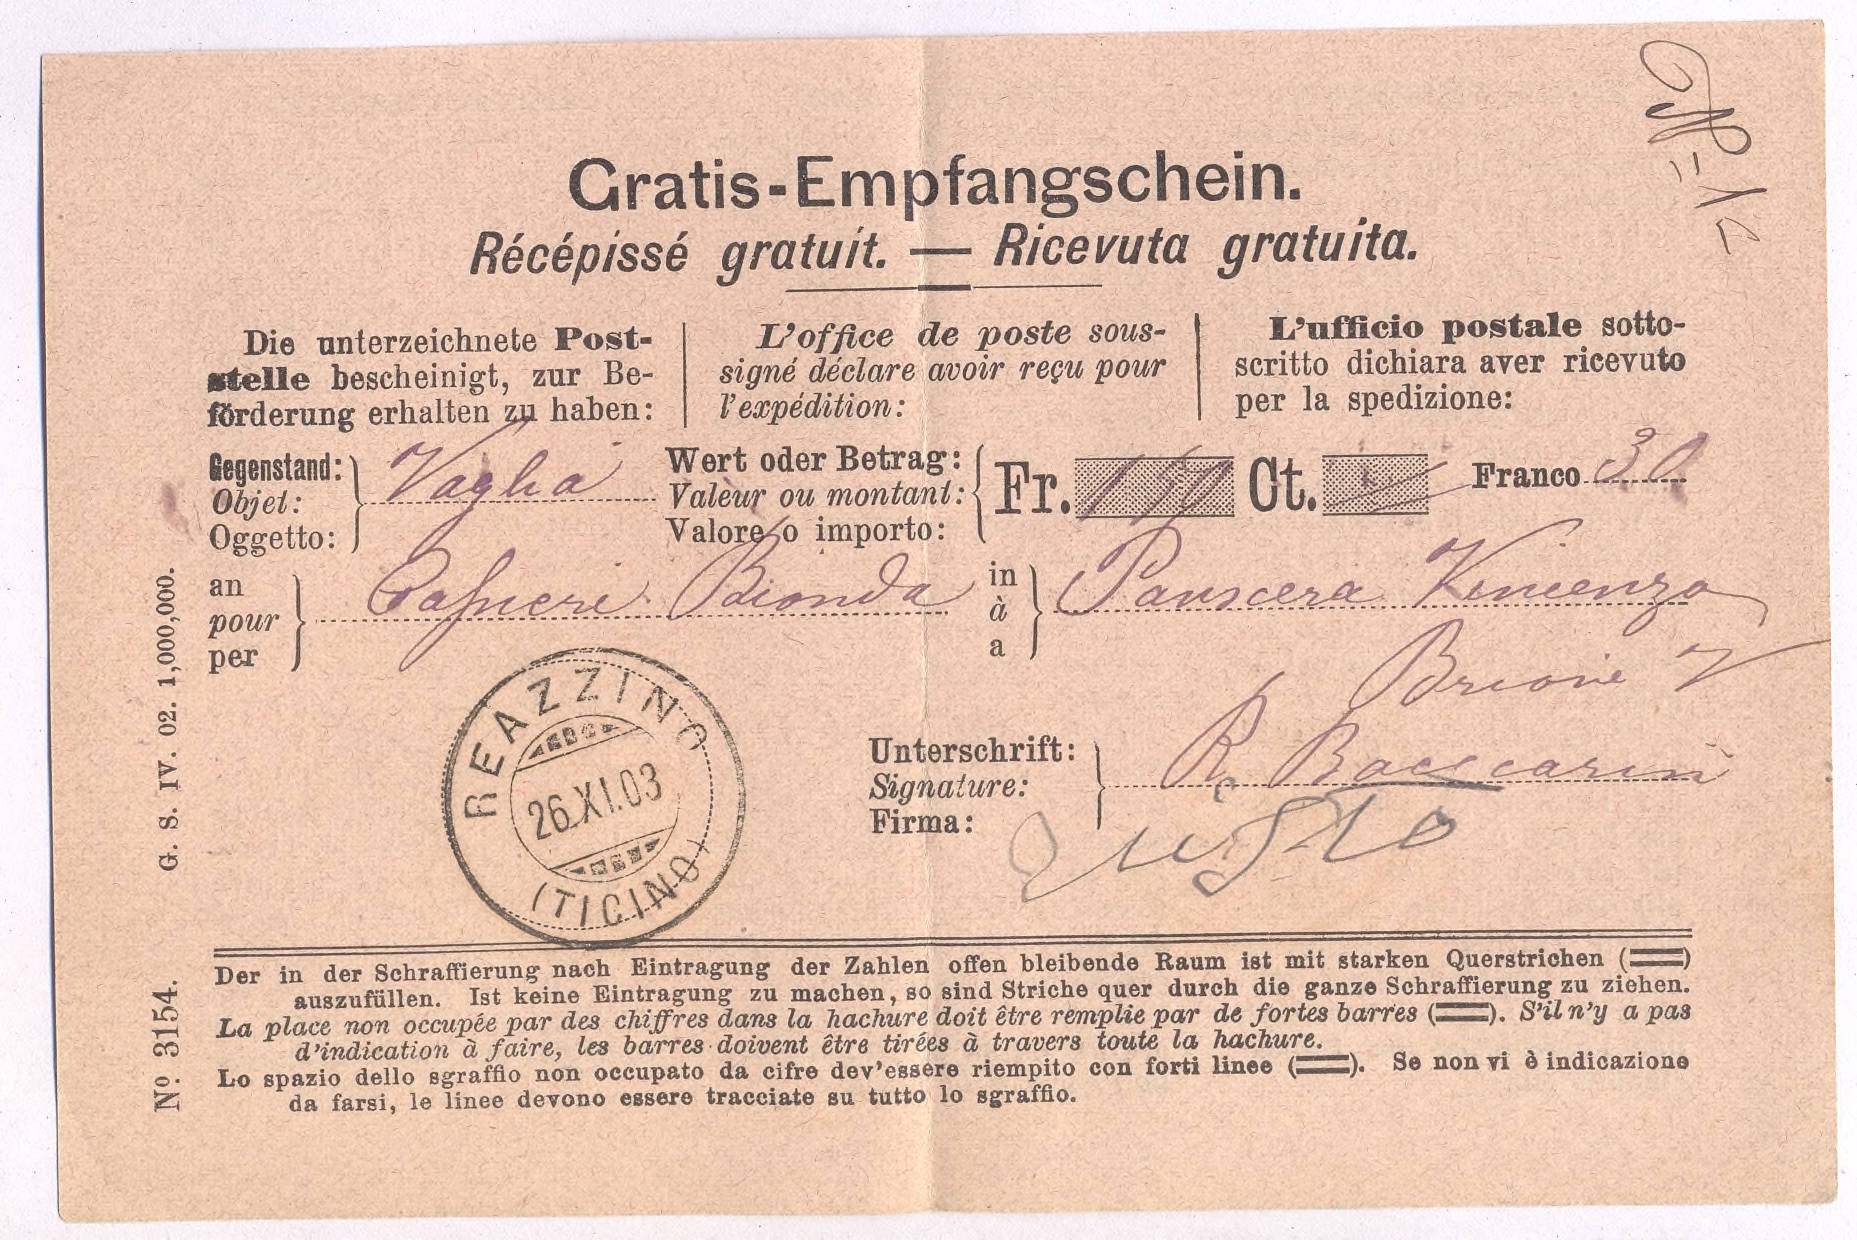 Nº 12
Gratis-Empfangschein.
Récépissé gratuit. — Ricevuta gratuita.
Die unterzeichnete Post-
stelle bescheinigt, zur Be-
förderung erhalten zu haben:
L'office de poste sous-
signé déclare avoir reçu pour
l'expédition:
L'ufficio postale sotto-
scritto dichiara aver ricevuto
per la spedizione:
Gegenstand:
Objet:
Oggetto:
Vaglia
Wert oder Betrag:
Valeur ou montant:
Valore o importo:
Fr. 150 Ct. Franco 30
an
pour
per
Bionda
in
à
a
Panscera Vincenzo
Brione V
Unterschrift:
Signature:
Firma:
R. Bacccarini
visto
REAZZINO
26.XI.03
(TICINO)
Der in der Schraffierung nach Eintragung der Zahlen offen bleibende Raum ist mit starken Querstrichen (═)
auszufüllen. Ist keine Eintragung zu machen, so sind Striche quer durch die ganze Schraffierung zu ziehen.
La place non occupée par des chiffres dans la hachure doit être remplie par de fortes barres (═). S'il n'y a pas
d'indication à faire, les barres doivent être tirées à travers toute la hachure.
Lo spazio dello sgraffio non occupato da cifre dev'essere riempito con forti linee (═). Se non vi è indicazione
da farsi, le linee devono essere tracciate su tutto lo sgraffio.
Nº. 3154. G. S. IV. 02. 1,000,000.